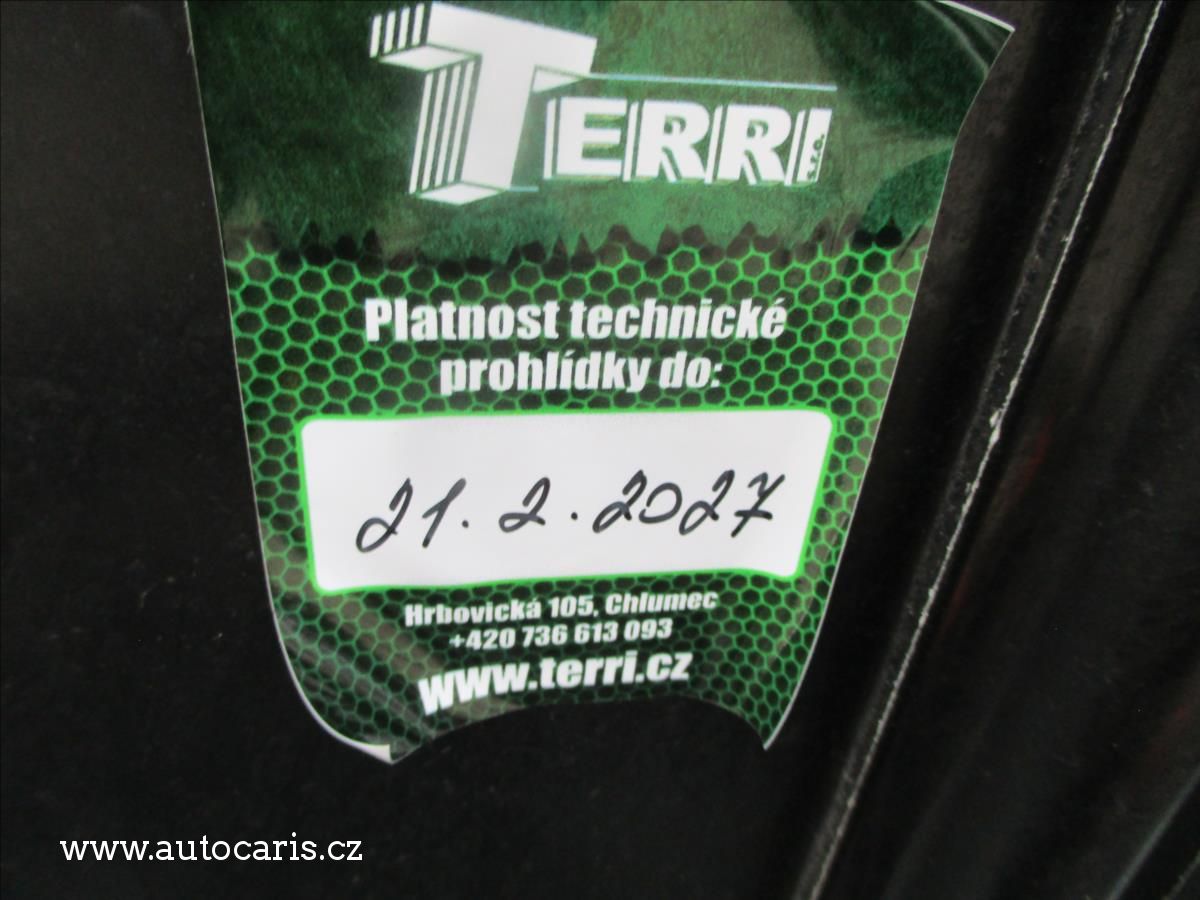 TERRI s.r.o.
Platnost technické
prohlídky do:
21. 2. 2027
Hrbovická 105, Chlumec
+420 736 613 093
www.terri.cz
www.autocaris.cz